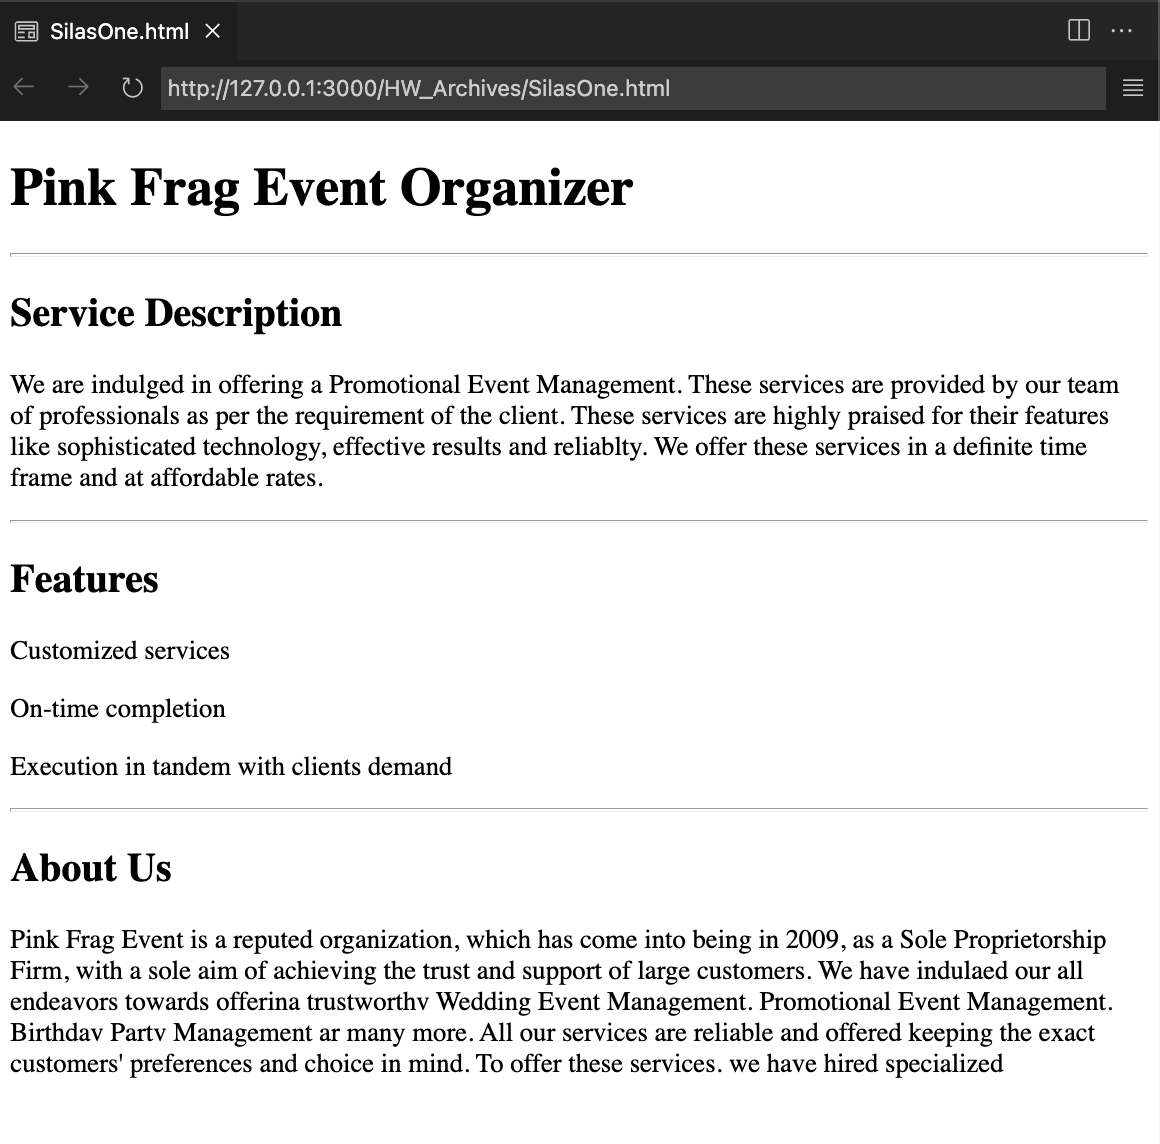 SilasOne.html
http://127.0.0.1:3000/HW_Archives/SilasOne.html
Pink Frag Event Organizer
Service Description
We are indulged in offering a Promotional Event Management. These services are provided by our team
of professionals as per the requirement of the client. These services are highly praised for their features
like sophisticated technology, effective results and reliablty. We offer these services in a definite time
frame and at affordable rates.
Features
Customized services
On-time completion
Execution in tandem with clients demand
About Us
Pink Frag Event is a reputed organization, which has come into being in 2009, as a Sole Proprietorship
Firm, with a sole aim of achieving the trust and support of large customers. We have indulaed our all
endeavors towards offerina trustworthv Wedding Event Management. Promotional Event Management.
Birthdav Partv Management ar many more. All our services are reliable and offered keeping the exact
customers' preferences and choice in mind. To offer these services. we have hired specialized